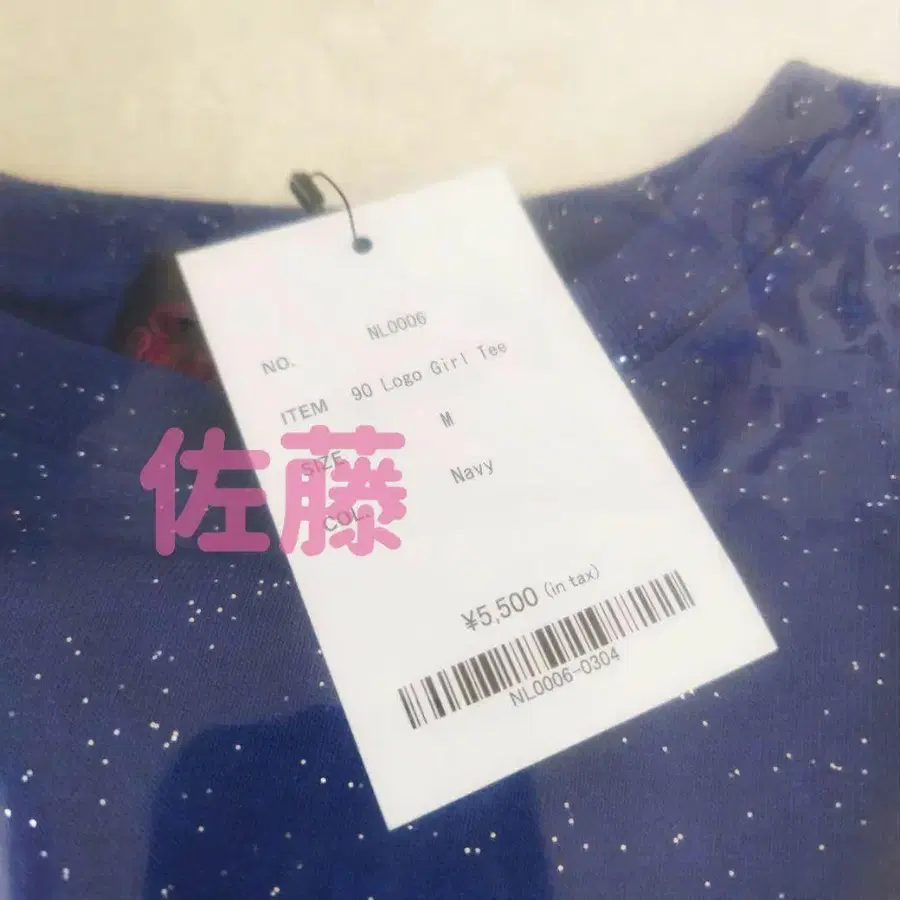 NO. NL0006
ITEM 90 Logo Girl Tee
SIZE M
COL. Navy
佐藤
¥5,500 (in tax)
NL0006-0304